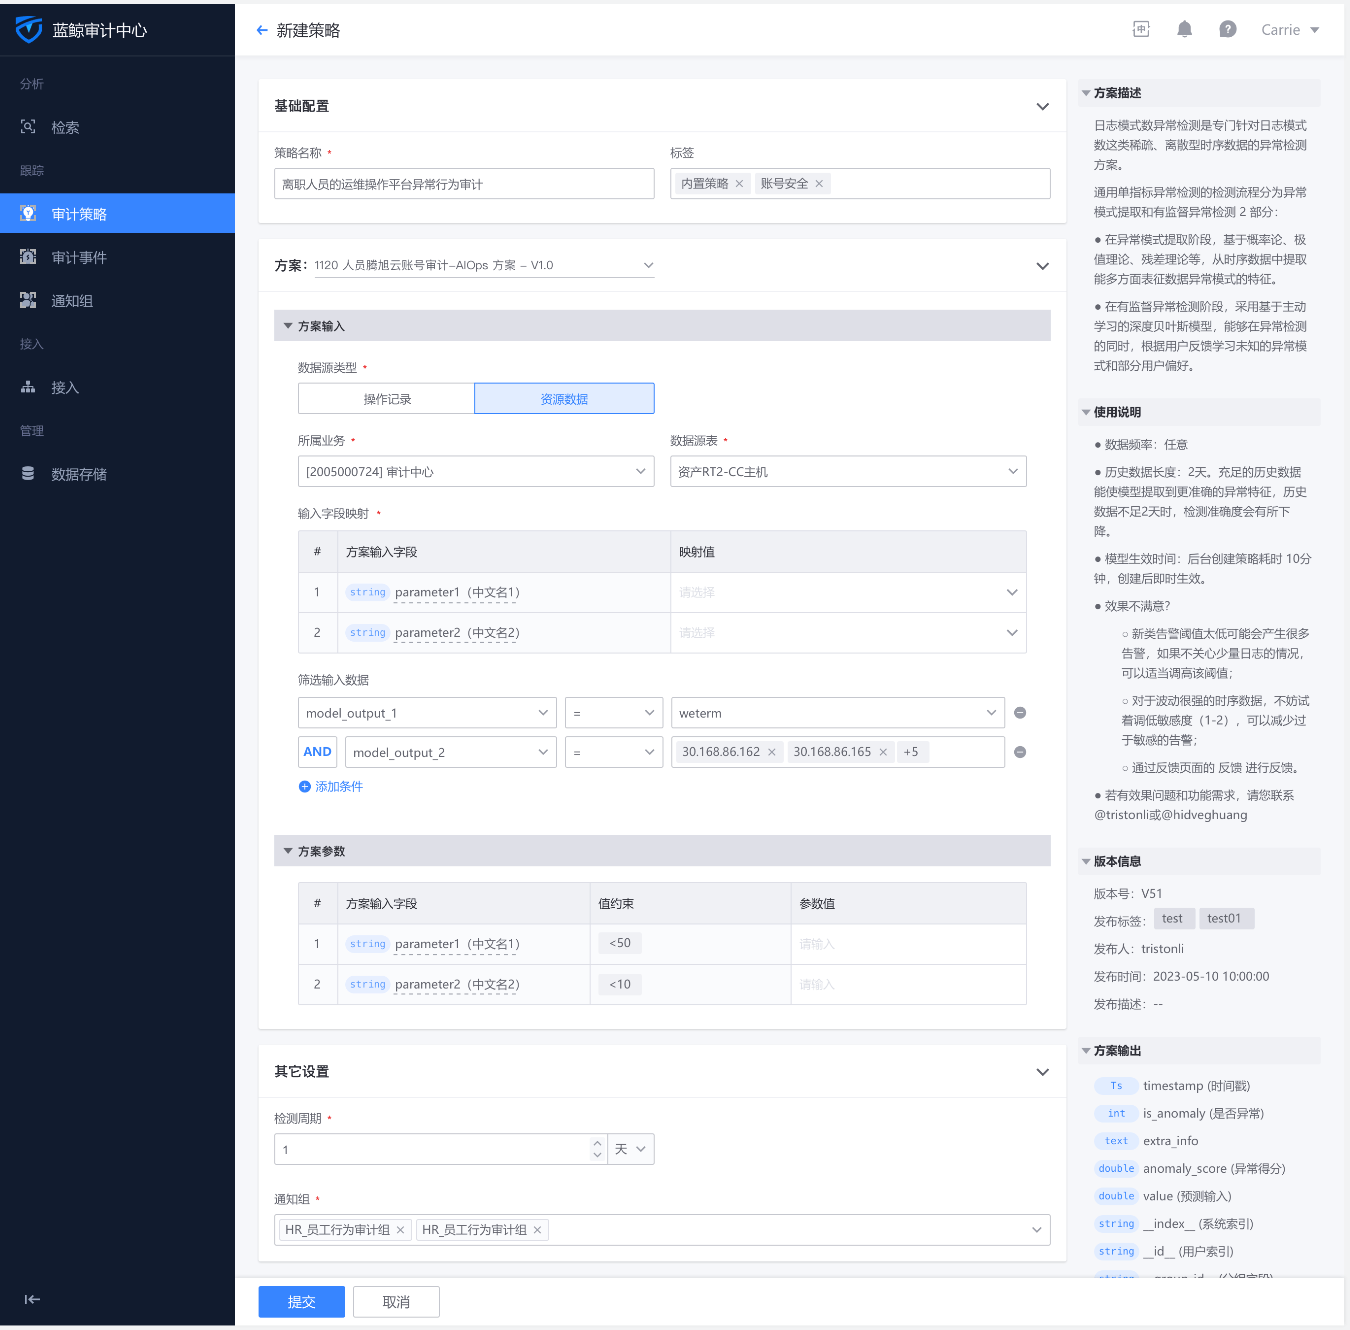 蓝鲸审计中心
分析
检索
跟踪
审计策略
审计事件
通知组
接入
接入
管理
数据存储
新建策略
Carrie
基础配置
策略名称 *
标签
离职人员的运维操作平台异常行为审计
内置策略 ×
账号安全 ×
方案：
1120 人员腾旭云账号审计-AIOps 方案 - V1.0
方案输入
数据源类型 *
操作记录
资源数据
所属业务 *
数据源表 *
[2005000724] 审计中心
资产RT2-CC主机
输入字段映射 *
# 方案输入字段 映射值
1 string parameter1（中文名1） 请选择
2 string parameter2（中文名2） 请选择
筛选输入数据
model_output_1 = weterm
AND model_output_2 = 30.168.86.162 × 30.168.86.165 × +5
添加条件
方案参数
# 方案输入字段 值约束 参数值
1 string parameter1（中文名1） <50 请输入
2 string parameter2（中文名2） <10 请输入
其它设置
检测周期 *
1 天
通知组 *
HR_员工行为审计组 × HR_员工行为审计组 ×
提交
取消
方案描述
日志模式数异常检测是专门针对日志模式
数这类稀疏、离散型时序数据的异常检测
方案。
通用单指标异常检测的检测流程分为异常
模式提取和有监督异常检测 2 部分：
● 在异常模式提取阶段，基于概率论、极
值理论、残差理论等，从时序数据中提取
能多方面表征数据异常模式的特征。
● 在有监督异常检测阶段，采用基于主动
学习的深度贝叶斯模型，能够在异常检测
的同时，根据用户反馈学习未知的异常模
式和部分用户偏好。
使用说明
● 数据频率：任意
● 历史数据长度：2天。充足的历史数据
能使模型提取到更准确的异常特征，历史
数据不足2天时，检测准确度会有所下
降。
● 模型生效时间：后台创建策略耗时 10分
钟，创建后即时生效。
● 效果不满意？
○ 新类告警阈值太低可能会产生很多
告警，如果不关心少量日志的情况，
可以适当调高该阈值；
○ 对于波动很强的时序数据，不妨试
着调低敏感度（1-2），可以减少过
于敏感的告警；
○ 通过反馈页面的 反馈 进行反馈。
● 若有效果问题和功能需求，请您联系
@tristonli或@hidveghuang
版本信息
版本号：V51
发布标签： test test01
发布人：tristonli
发布时间：2023-05-10 10:00:00
发布描述：--
方案输出
Ts timestamp (时间戳)
int is_anomaly (是否异常)
text extra_info
double anomaly_score (异常得分)
double value (预测输入)
string __index__ (系统索引)
string __id__ (用户索引)